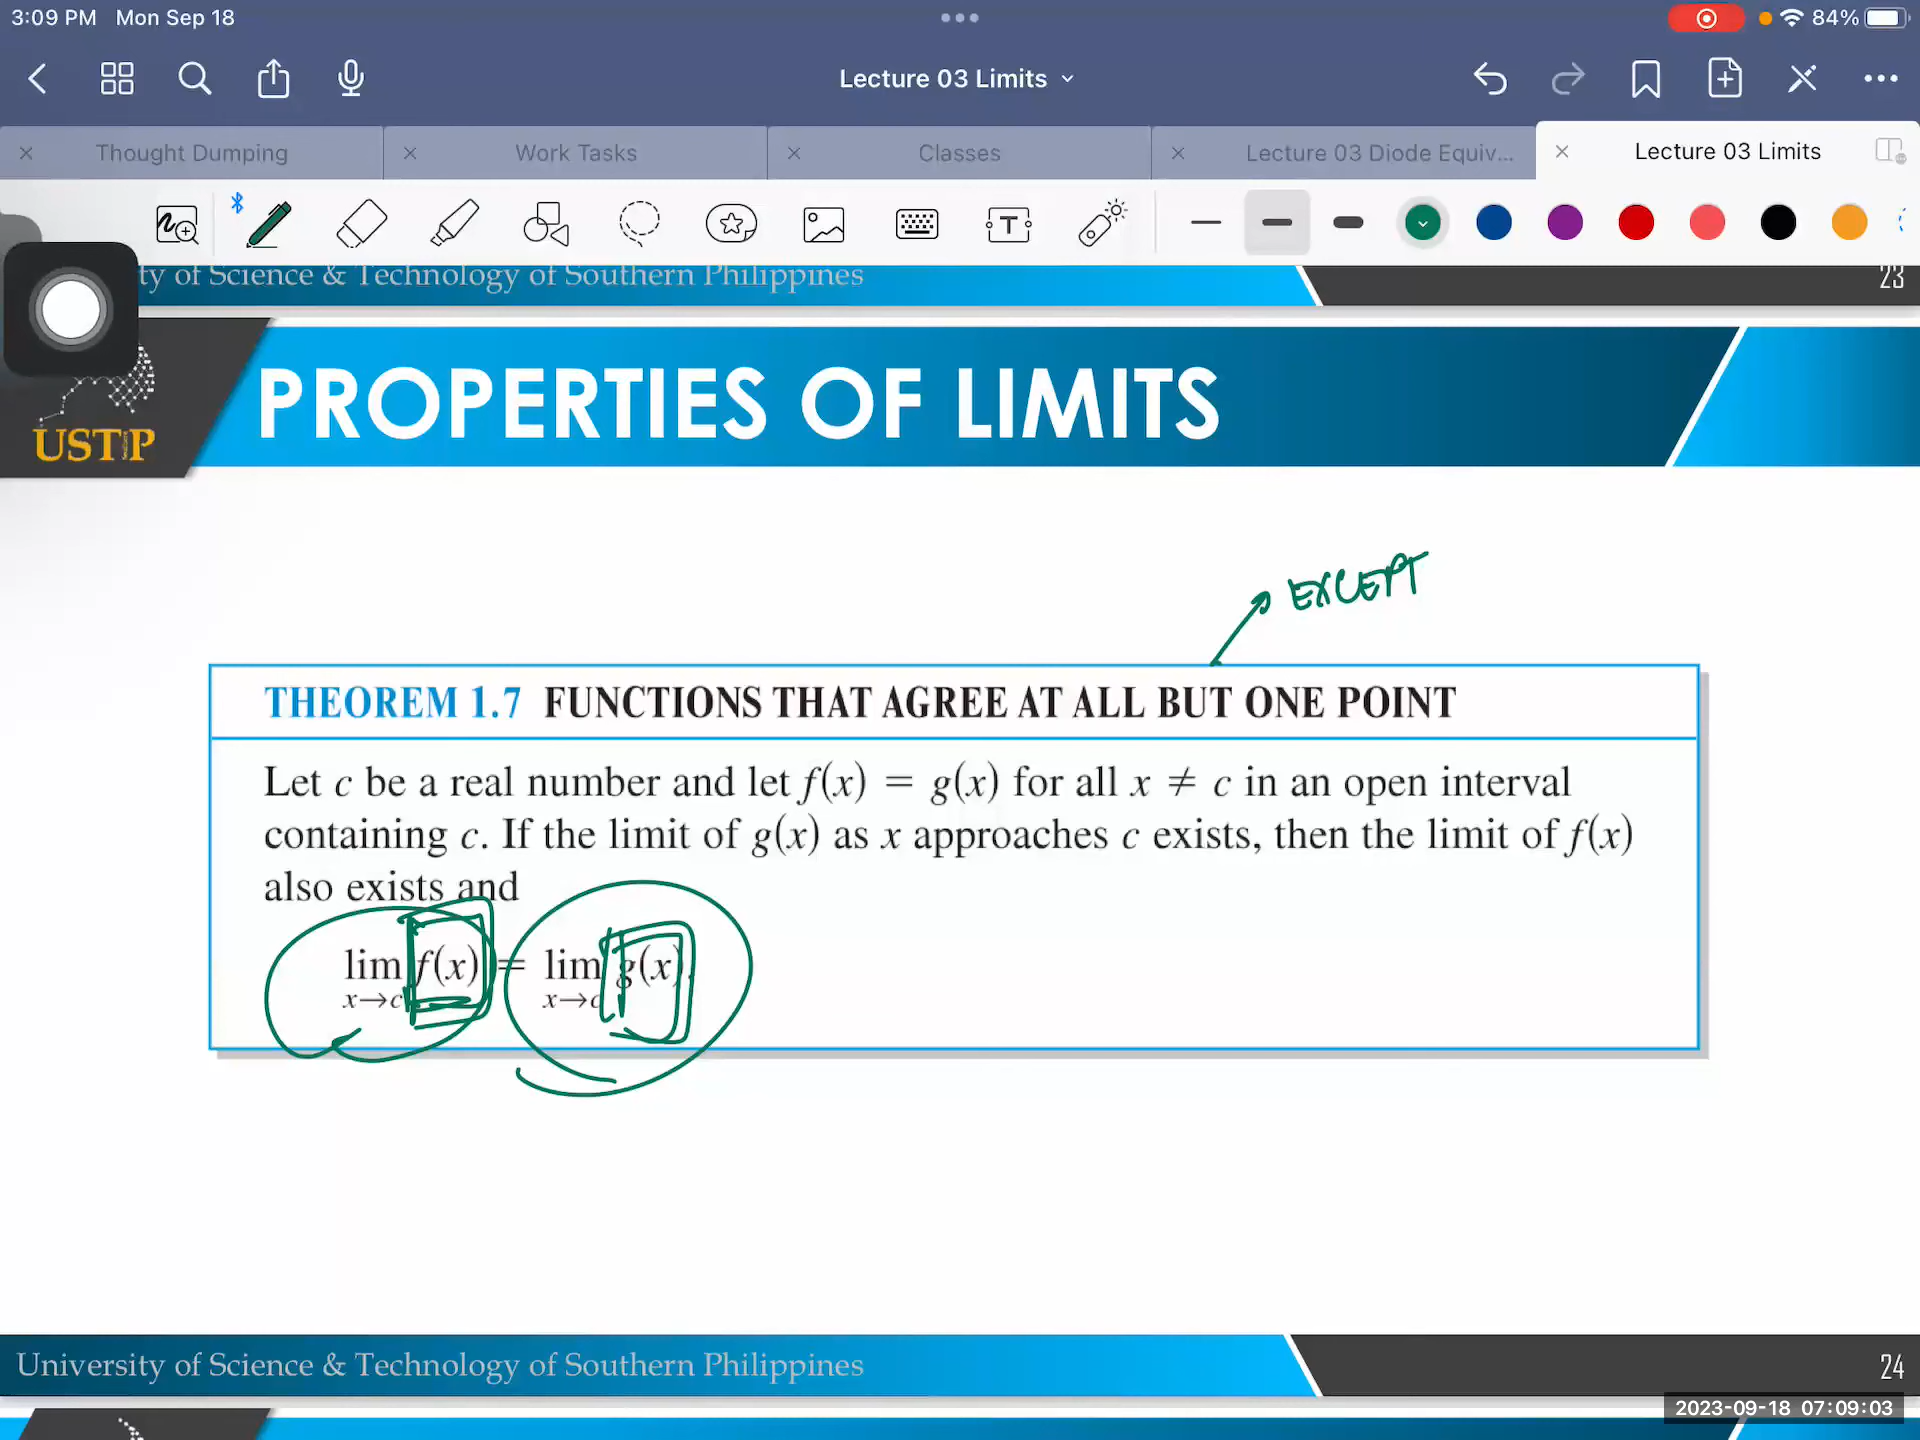 3:09 PM Mon Sep 18
84%
Lecture 03 Limits
Thought Dumping
Work Tasks
Classes
Lecture 03 Diode Equiv...
Lecture 03 Limits
T
ty of Science & Technology of Southern Philippines
23
USTP
PROPERTIES OF LIMITS
EXCEPT
THEOREM 1.7 FUNCTIONS THAT AGREE AT ALL BUT ONE POINT
Let c be a real number and let f(x) = g(x) for all x ≠ c in an open interval
containing c. If the limit of g(x) as x approaches c exists, then the limit of f(x)
also exists and
lim f(x) = lim g(x).
x→c x→c
University of Science & Technology of Southern Philippines
24
2023-09-18 07:09:03